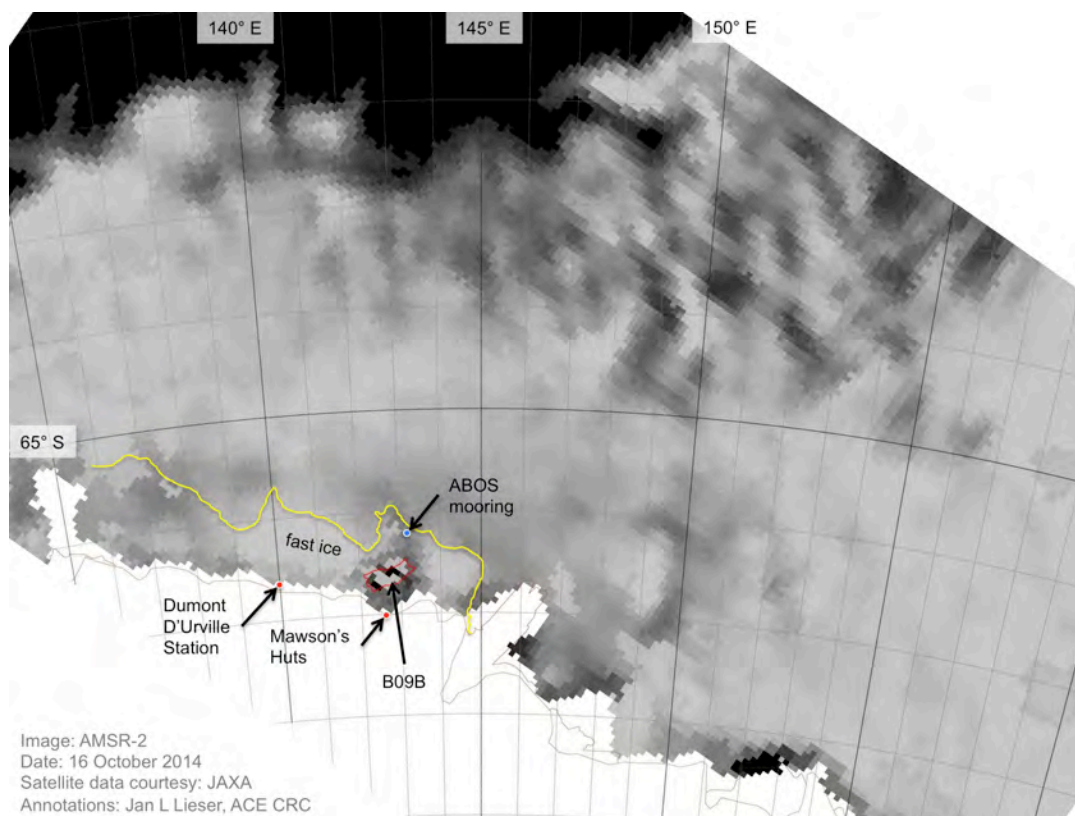 140° E
145° E
150° E
65° S
ABOS
mooring
fast ice
Dumont
D'Urville
Station
Mawson's
Huts
B09B
Image: AMSR-2
Date: 16 October 2014
Satellite data courtesy: JAXA
Annotations: Jan L Lieser, ACE CRC